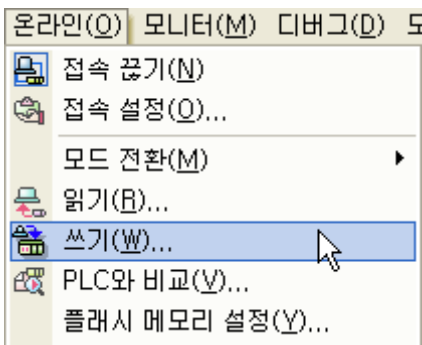 온라인(O) 모니터(M) 디버그(D)
접속 끊기(N)
접속 설정(O)...
모드 전환(M)
읽기(R)...
쓰기(W)...
PLC와 비교(V)...
플래시 메모리 설정(Y)...